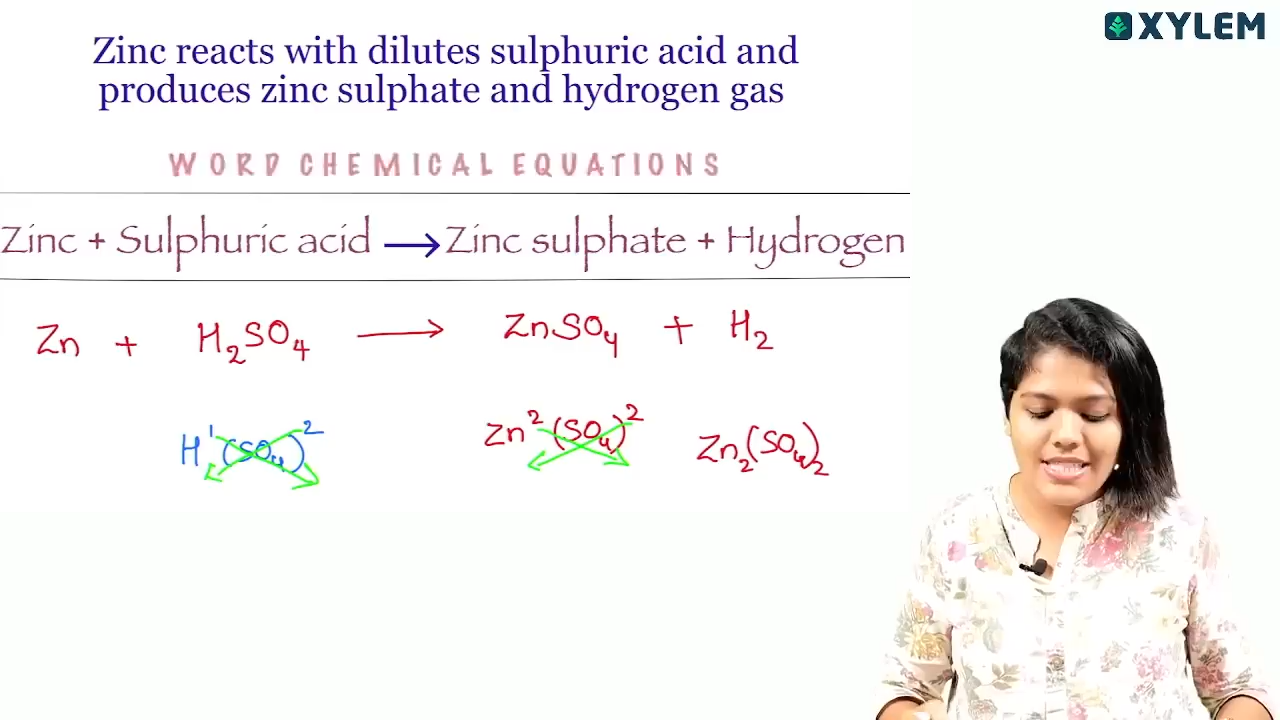 XYLEM
Zinc reacts with dilutes sulphuric acid and
produces zinc sulphate and hydrogen gas
WORD CHEMICAL EQUATIONS
Zinc + Sulphuric acid → Zinc sulphate + Hydrogen
Zn + H₂SO₄ → ZnSO₄ + H₂
H¹(SO₄)² Zn²(SO₄)² Zn₂(SO₄)₂